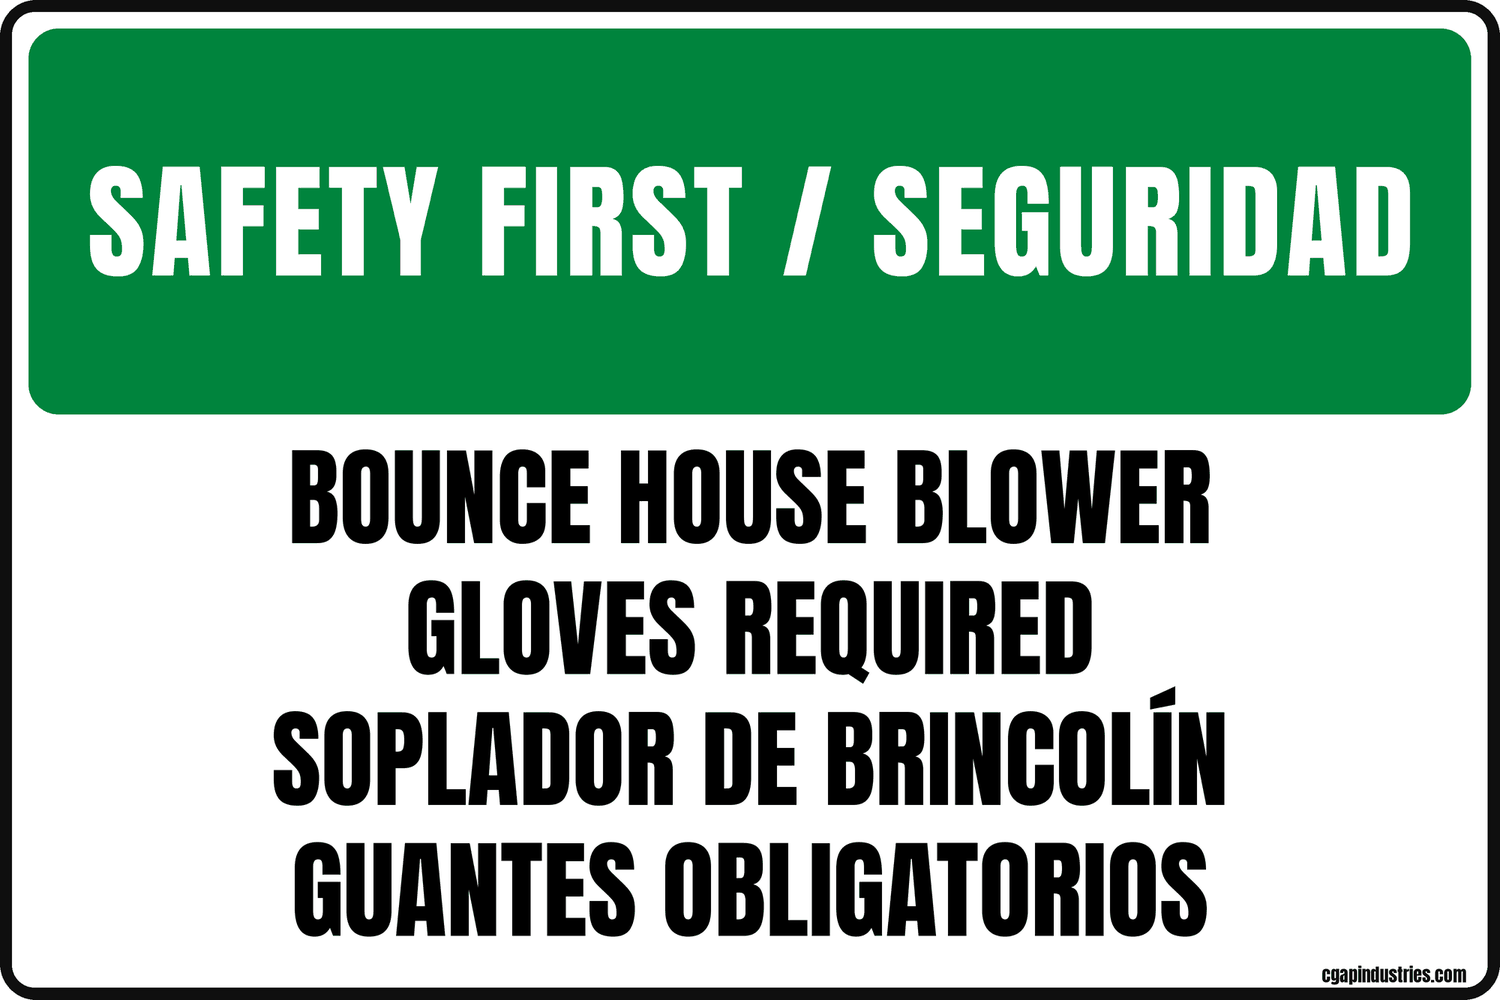 SAFETY FIRST / SEGURIDAD
BOUNCE HOUSE BLOWER
GLOVES REQUIRED
SOPLADOR DE BRINCOLÍN
GUANTES OBLIGATORIOS
cgapindustries.com